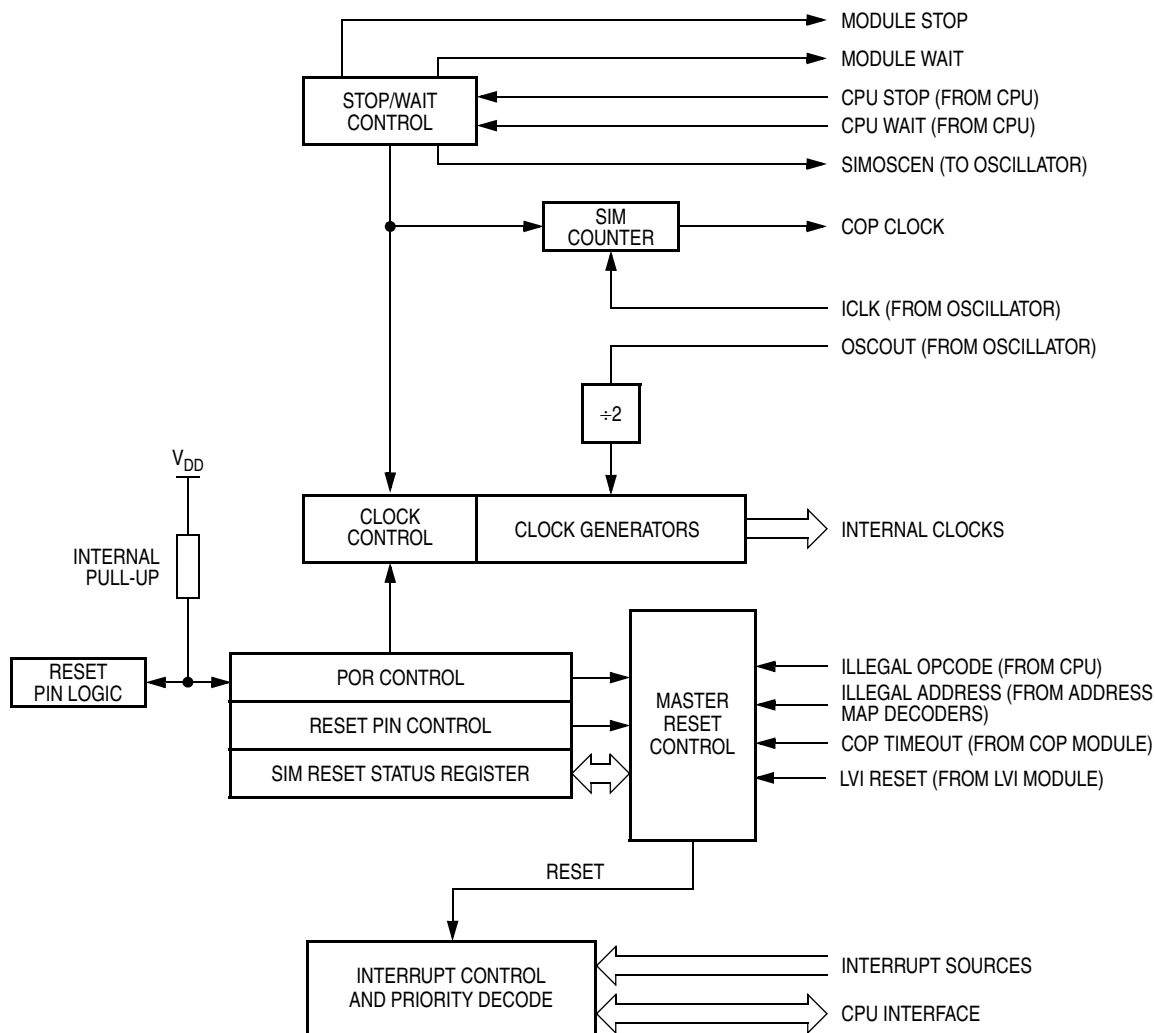 MODULE STOP
MODULE WAIT
STOP/WAIT
CONTROL
CPU STOP (FROM CPU)
CPU WAIT (FROM CPU)
SIMOSCEN (TO OSCILLATOR)
SIM
COUNTER
COP CLOCK
ICLK (FROM OSCILLATOR)
OSCOUT (FROM OSCILLATOR)
÷2
VDD
CLOCK
CONTROL
CLOCK GENERATORS
INTERNAL CLOCKS
INTERNAL
PULL-UP
RESET
PIN LOGIC
POR CONTROL
RESET PIN CONTROL
SIM RESET STATUS REGISTER
MASTER
RESET
CONTROL
ILLEGAL OPCODE (FROM CPU)
ILLEGAL ADDRESS (FROM ADDRESS
MAP DECODERS)
COP TIMEOUT (FROM COP MODULE)
LVI RESET (FROM LVI MODULE)
RESET
INTERRUPT CONTROL
AND PRIORITY DECODE
INTERRUPT SOURCES
CPU INTERFACE